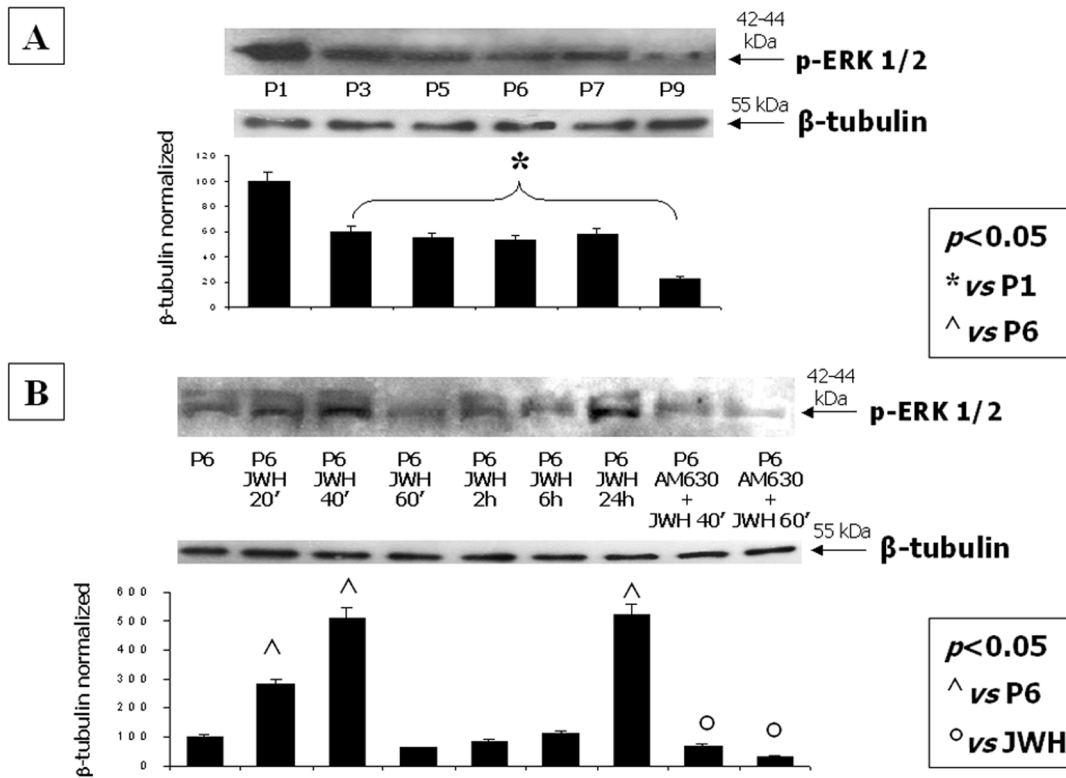 A
42-44
kDa
p-ERK 1/2
P1 P3 P5 P6 P7 P9
55 kDa
β-tubulin
β-tubulin normalized
120
100
80
60
40
20
0
*
p<0.05
* vs P1
^ vs P6
B
42-44
kDa
p-ERK 1/2
P6 P6 P6 P6 P6 P6 P6 P6 P6
JWH JWH JWH JWH JWH JWH AM630 AM630
20' 40' 60' 2h 6h 24h + +
JWH 40' JWH 60'
55 kDa
β-tubulin
β-tubulin normalized
600
500
400
300
200
100
0
^ ^ ^ o o
p<0.05
^ vs P6
o vs JWH